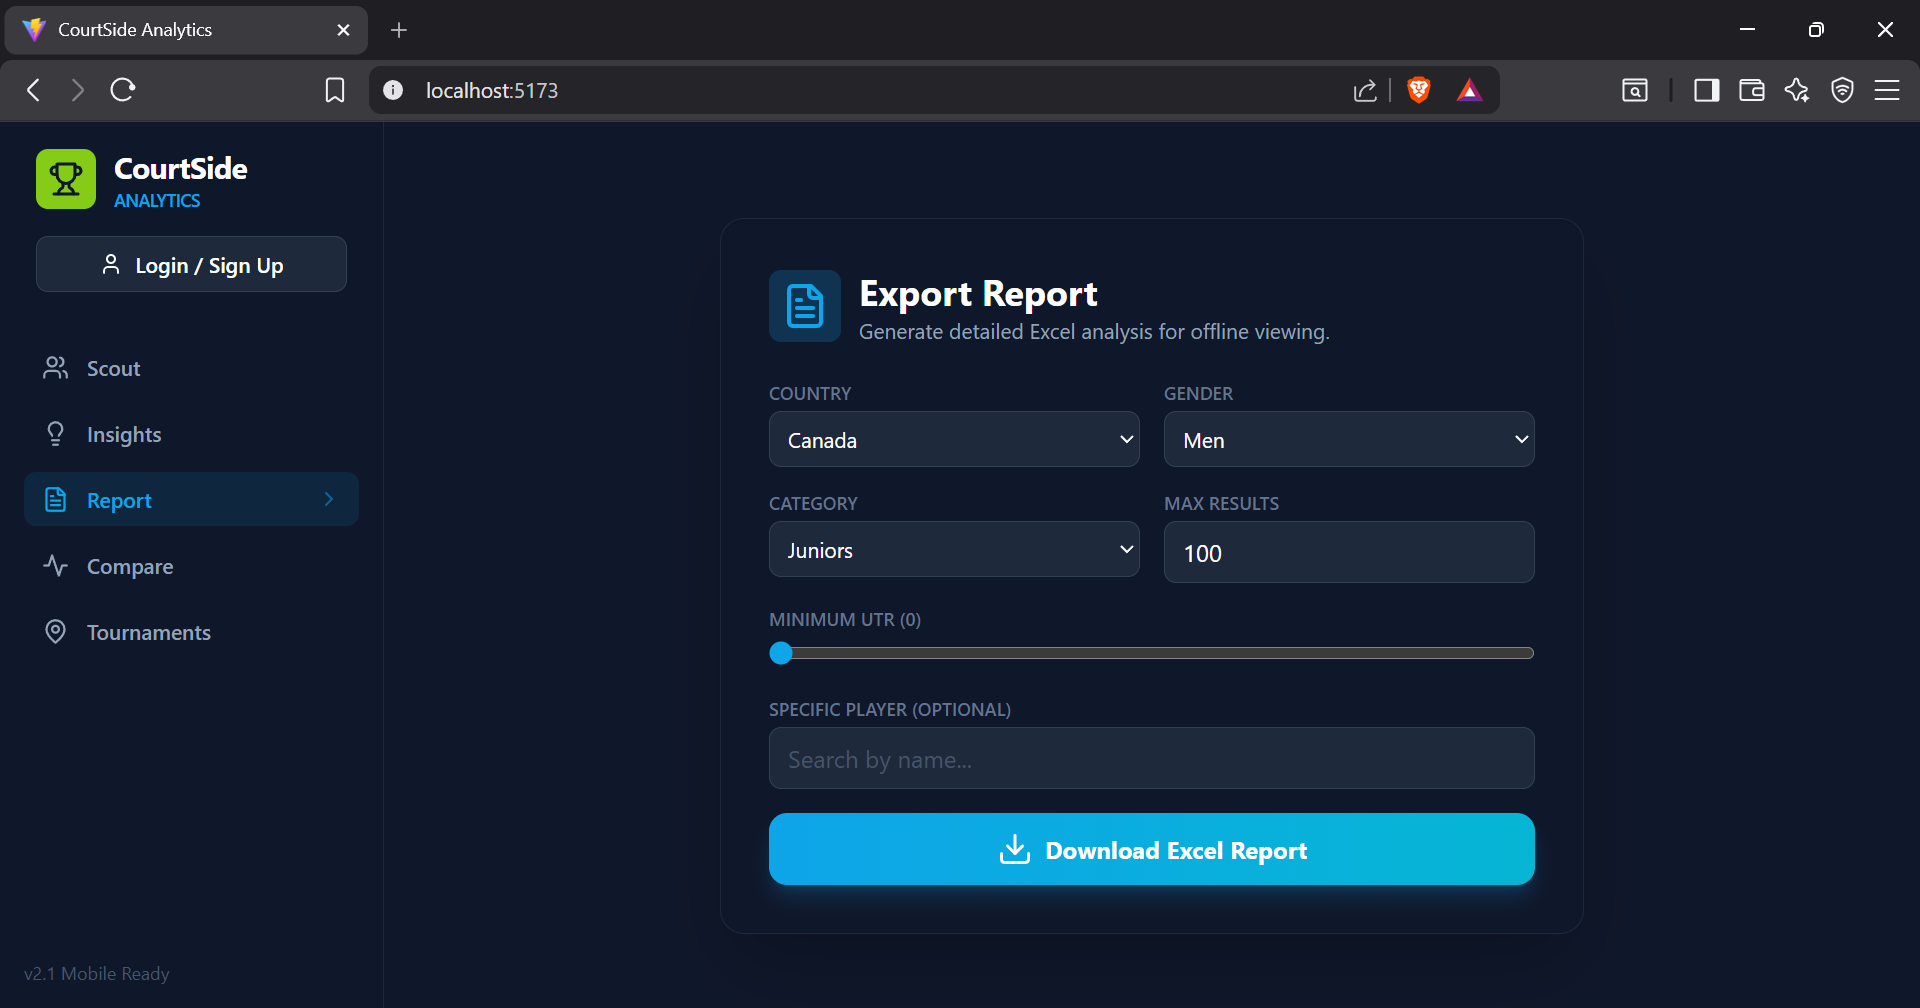 CourtSide Analytics
localhost:5173
CourtSide
ANALYTICS
Login / Sign Up
Scout
Insights
Report
Compare
Tournaments
v2.1 Mobile Ready
Export Report
Generate detailed Excel analysis for offline viewing.
COUNTRY
GENDER
Canada
Men
CATEGORY
MAX RESULTS
Juniors
100
MINIMUM UTR (0)
SPECIFIC PLAYER (OPTIONAL)
Search by name...
Download Excel Report